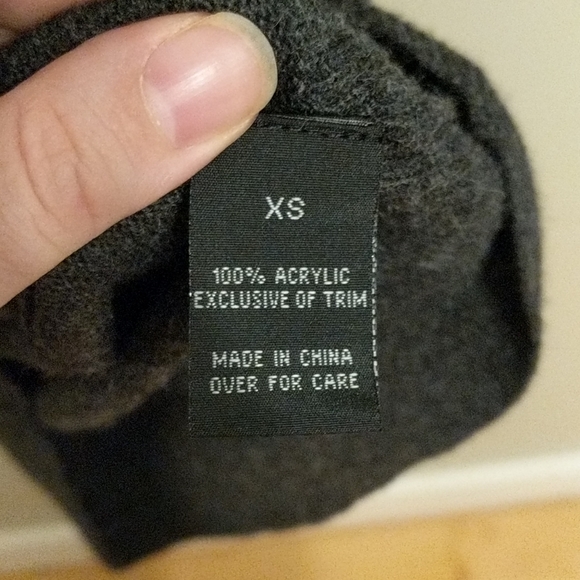 XS
100% ACRYLIC
EXCLUSIVE OF TRIM
MADE IN CHINA
OVER FOR CARE